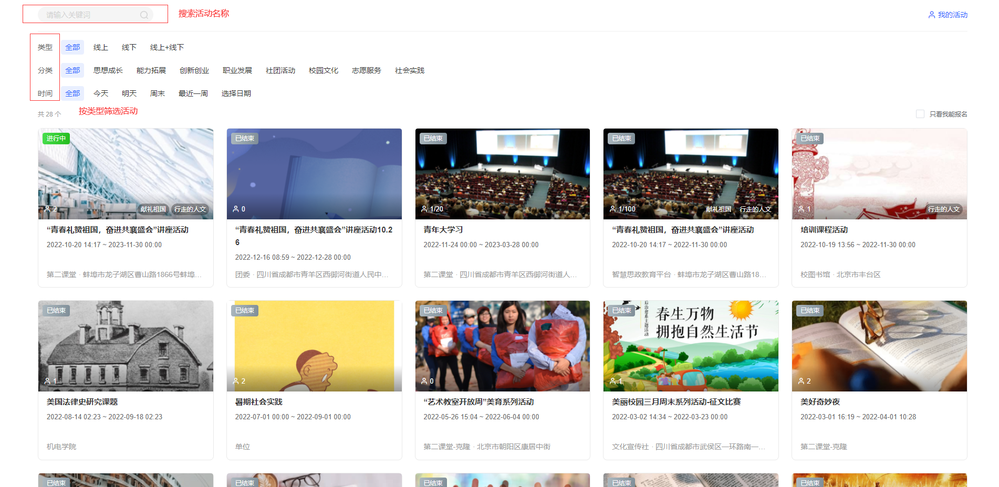 请输入关键词
搜索活动名称
我的活动
类型 全部 线上 线下 线上+线下
分类 全部 思想成长 能力拓展 创新创业 职业发展 社团活动 校园文化 志愿服务 社会实践
时间 全部 今天 明天 周末 最近一周 选择日期
共 28 个
按类型筛选活动
只看我能报名
进行中
2
献礼祖国 行走的人文
“青春礼赞祖国，奋进共襄盛会”讲座活动
2022-10-20 14:17 ~ 2023-11-30 00:00
第二课堂 · 蚌埠市龙子湖区曹山路1866号蚌埠...
已结束
0
“青春礼赞祖国，奋进共襄盛会”讲座活动10.2
6
2022-12-16 08:59 ~ 2022-12-28 00:00
团委 · 四川省成都市青羊区西御河街道人民中...
已结束
1/20
青年大学习
2022-11-24 00:00 ~ 2023-03-28 00:00
第二课堂 · 四川省成都市青羊区西御河街道人...
已结束
1/100
献礼祖国 行走的人文
“青春礼赞祖国，奋进共襄盛会”讲座活动
2022-10-20 14:17 ~ 2022-11-30 00:00
智慧思政教育平台 · 蚌埠市龙子湖区曹山路18...
已结束
1
行走的人文
培训课程活动
2022-10-19 13:56 ~ 2022-11-30 00:00
校图书馆 · 北京市丰台区
已结束
1
美国法律史研究课题
2022-08-14 02:23 ~ 2022-09-18 02:23
机电学院
已结束
2
暑期社会实践
2022-07-01 00:00 ~ 2022-09-01 00:00
单位
已结束
0
“艺术教室开放周”美育系列活动
2022-05-26 15:04 ~ 2022-06-04 00:00
第二课堂-克隆 · 北京市朝阳区康居中街
已结束
春生万物
拥抱自然生活节
1
美丽校园三月周末系列活动-征文比赛
2022-03-02 14:34 ~ 2022-03-23 00:00
文化宣传社 · 四川省成都市武侯区一环路南一...
已结束
2
美好奇妙夜
2022-03-01 16:19 ~ 2022-04-01 10:28
第二课堂-克隆
已结束
已结束
已结束
已结束
已结束